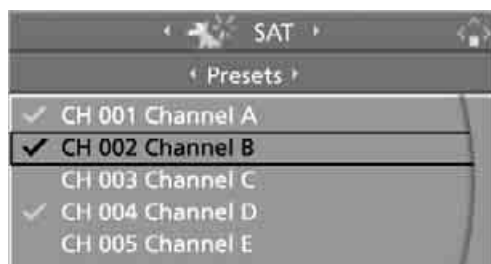 SAT
Presets
CH 001 Channel A
CH 002 Channel B
CH 003 Channel C
CH 004 Channel D
CH 005 Channel E